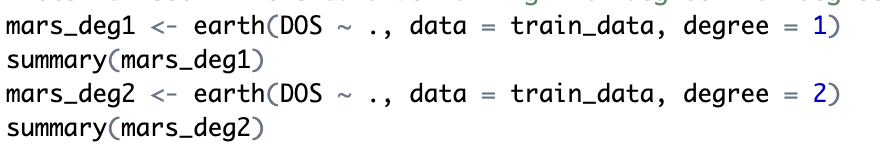 mars_deg1 <- earth(DOS ~ ., data = train_data, degree = 1)
summary(mars_deg1)
mars_deg2 <- earth(DOS ~ ., data = train_data, degree = 2)
summary(mars_deg2)